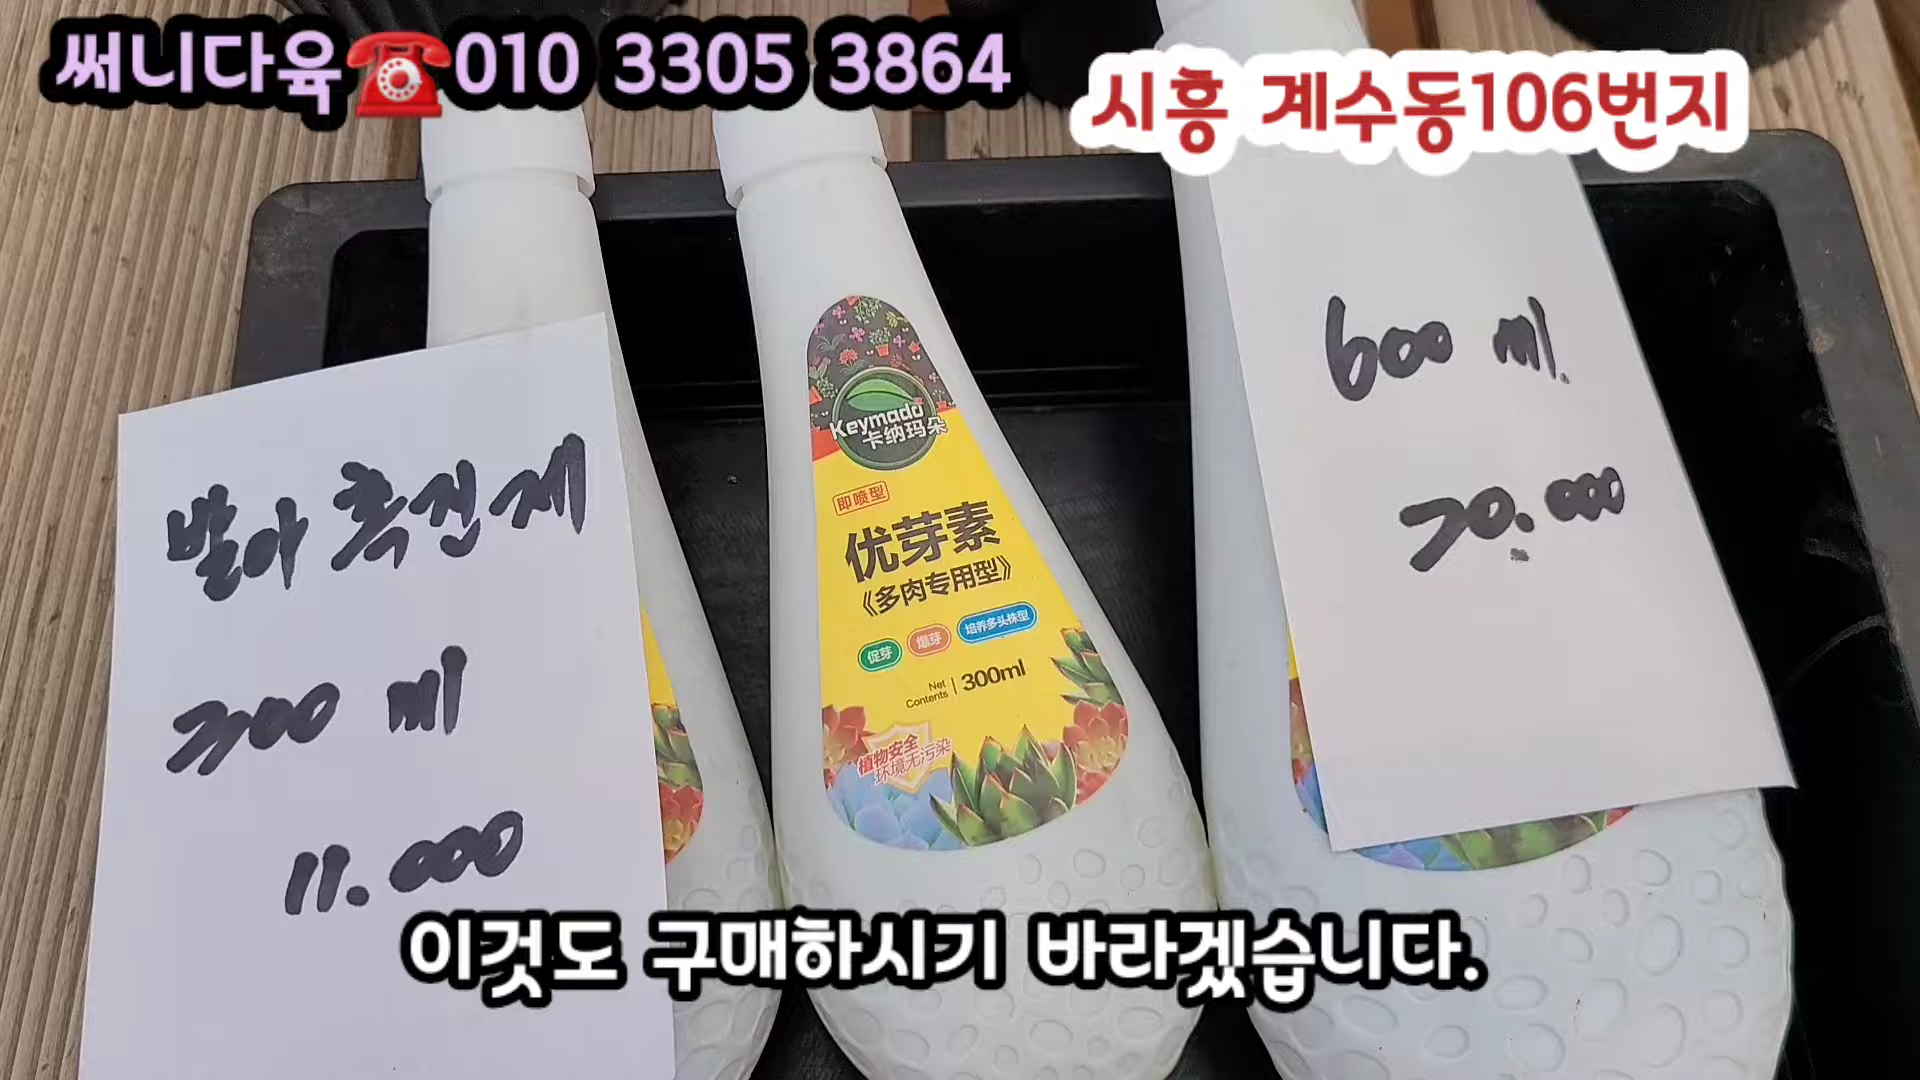 써니다육☎010 3305 3864
시흥 계수동106번지
발아 촉진제
300 ㎖
11.000
Keymado
卡纳玛朵
即喷型
优芽素
《多肉专用型》
促芽 爆芽 培养多头株型
Net Contents | 300ml
植物安全
环境无污染
600 ㎖.
20.000
이것도 구매하시기 바라겠습니다.